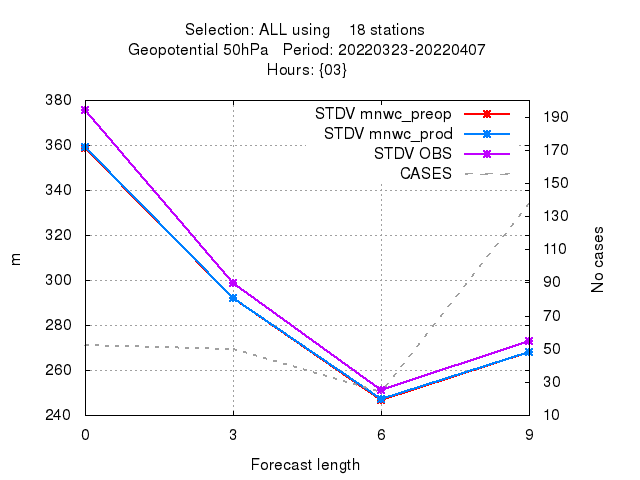 Selection: ALL using    18 stations
Geopotential 50hPa   Period: 20220323-20220407
Hours: {03}
380
360
340
320
300
280
260
240
m
STDV mnwc_preop
STDV mnwc_prod
STDV OBS
CASES
190
170
150
130
110
90
70
50
30
10
No cases
0 3 6 9
Forecast length